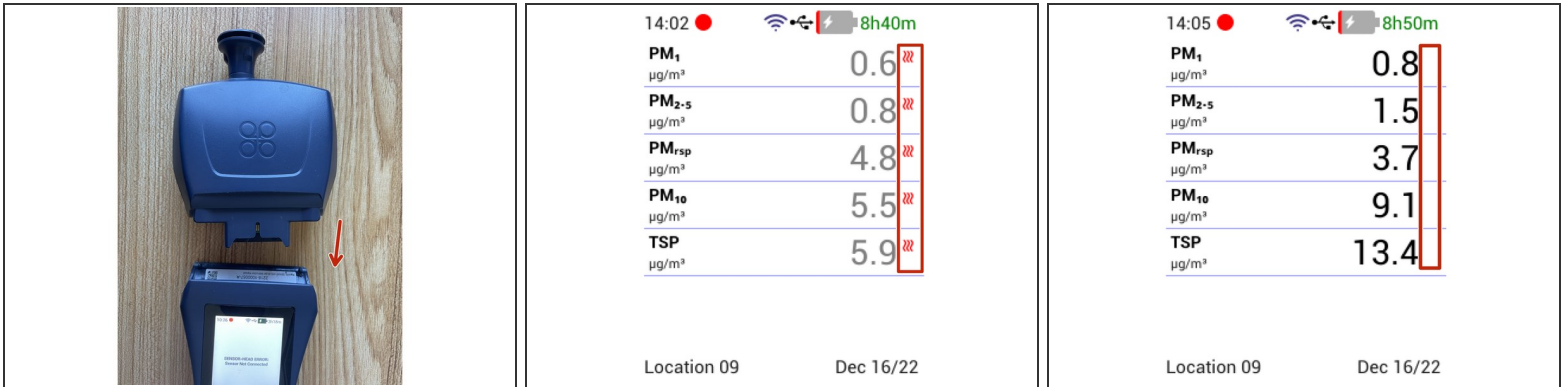 SENSOR-HEAD ERROR:
Sensor Not Connected
14:02 8h40m
PM₁ 0.6
µg/m³
PM₂.₅ 0.8
µg/m³
PMrsp 4.8
µg/m³
PM₁₀ 5.5
µg/m³
TSP 5.9
µg/m³
Location 09 Dec 16/22
14:05 8h50m
PM₁ 0.8
µg/m³
PM₂.₅ 1.5
µg/m³
PMrsp 3.7
µg/m³
PM₁₀ 9.1
µg/m³
TSP 13.4
µg/m³
Location 09 Dec 16/22